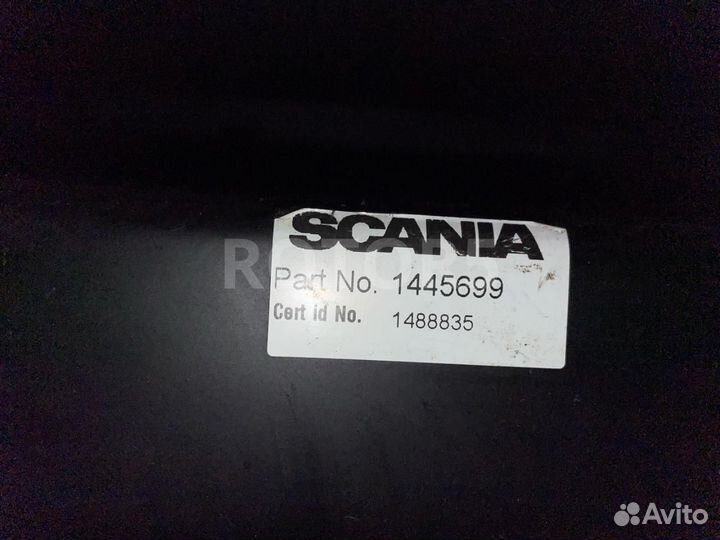 SCANIA
Part No. 1445699
Cert id No. 1488835
Avito